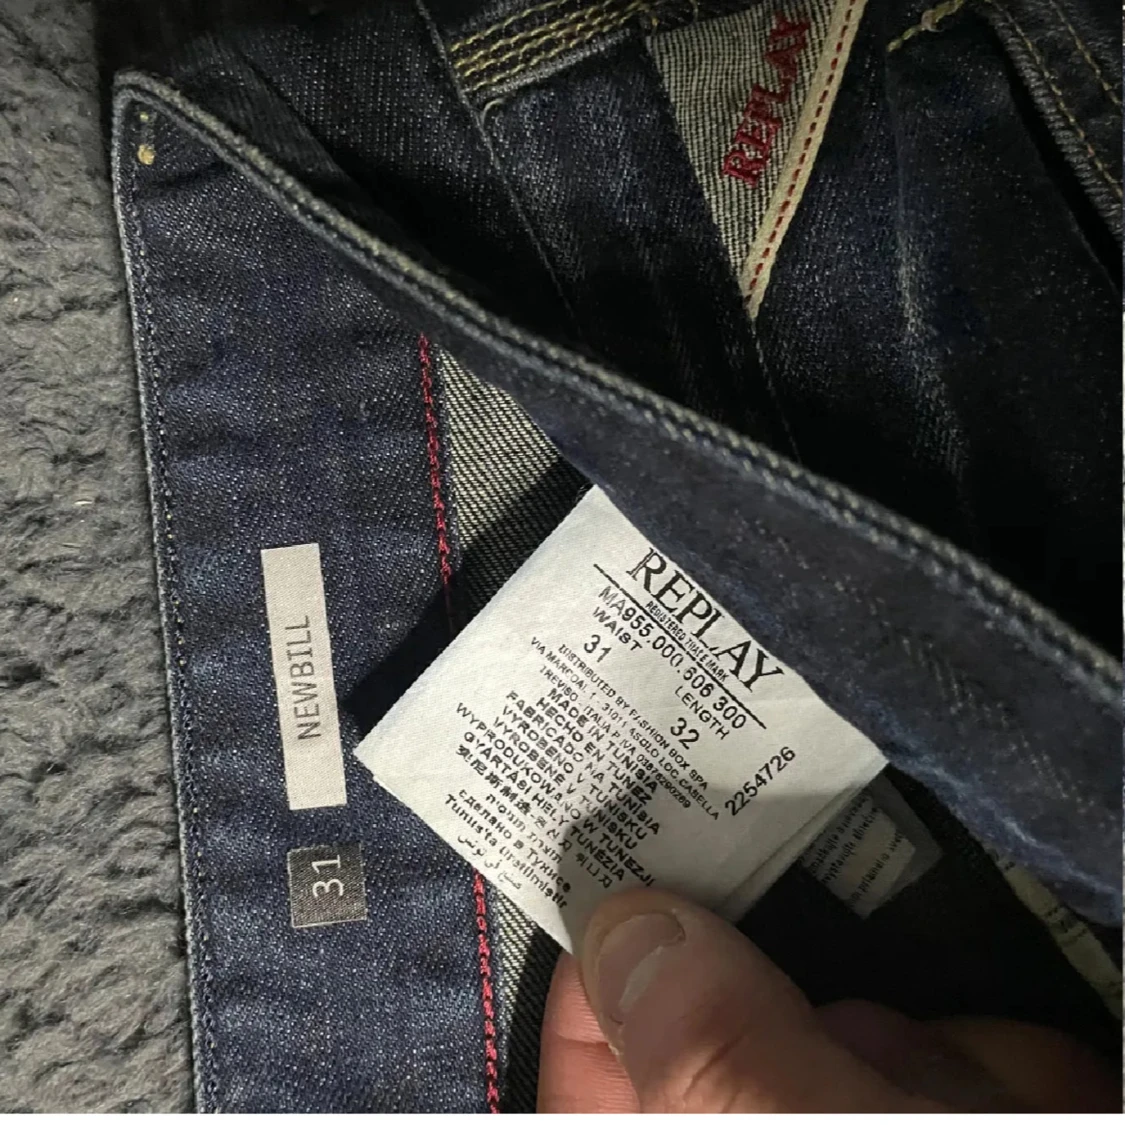 REPLAY
NEWBILL
31
REPLAY
REGISTERED TRADE MARK
MA955.000.606 300
WAIST LENGTH
31 32
DISTRIBUTED BY FASHION BOX SPA
VIA MARCONI, 1 31011 ASOLO LOC. CASELLA
TREVISO, ITALIA P.IVA
MADE IN TUNISIA
HECHO EN TUNEZ
FABRICADO NA TUNISIA
VYROBENO V TUNISKU
VYROBENE V TUNISKU
WYPRODUKOWANO W TUNEZJI
GYÁRTÁSI HELY TUNÉZIA
сделано в Тунисе
Tunus'ta üretilmiştir
2254726